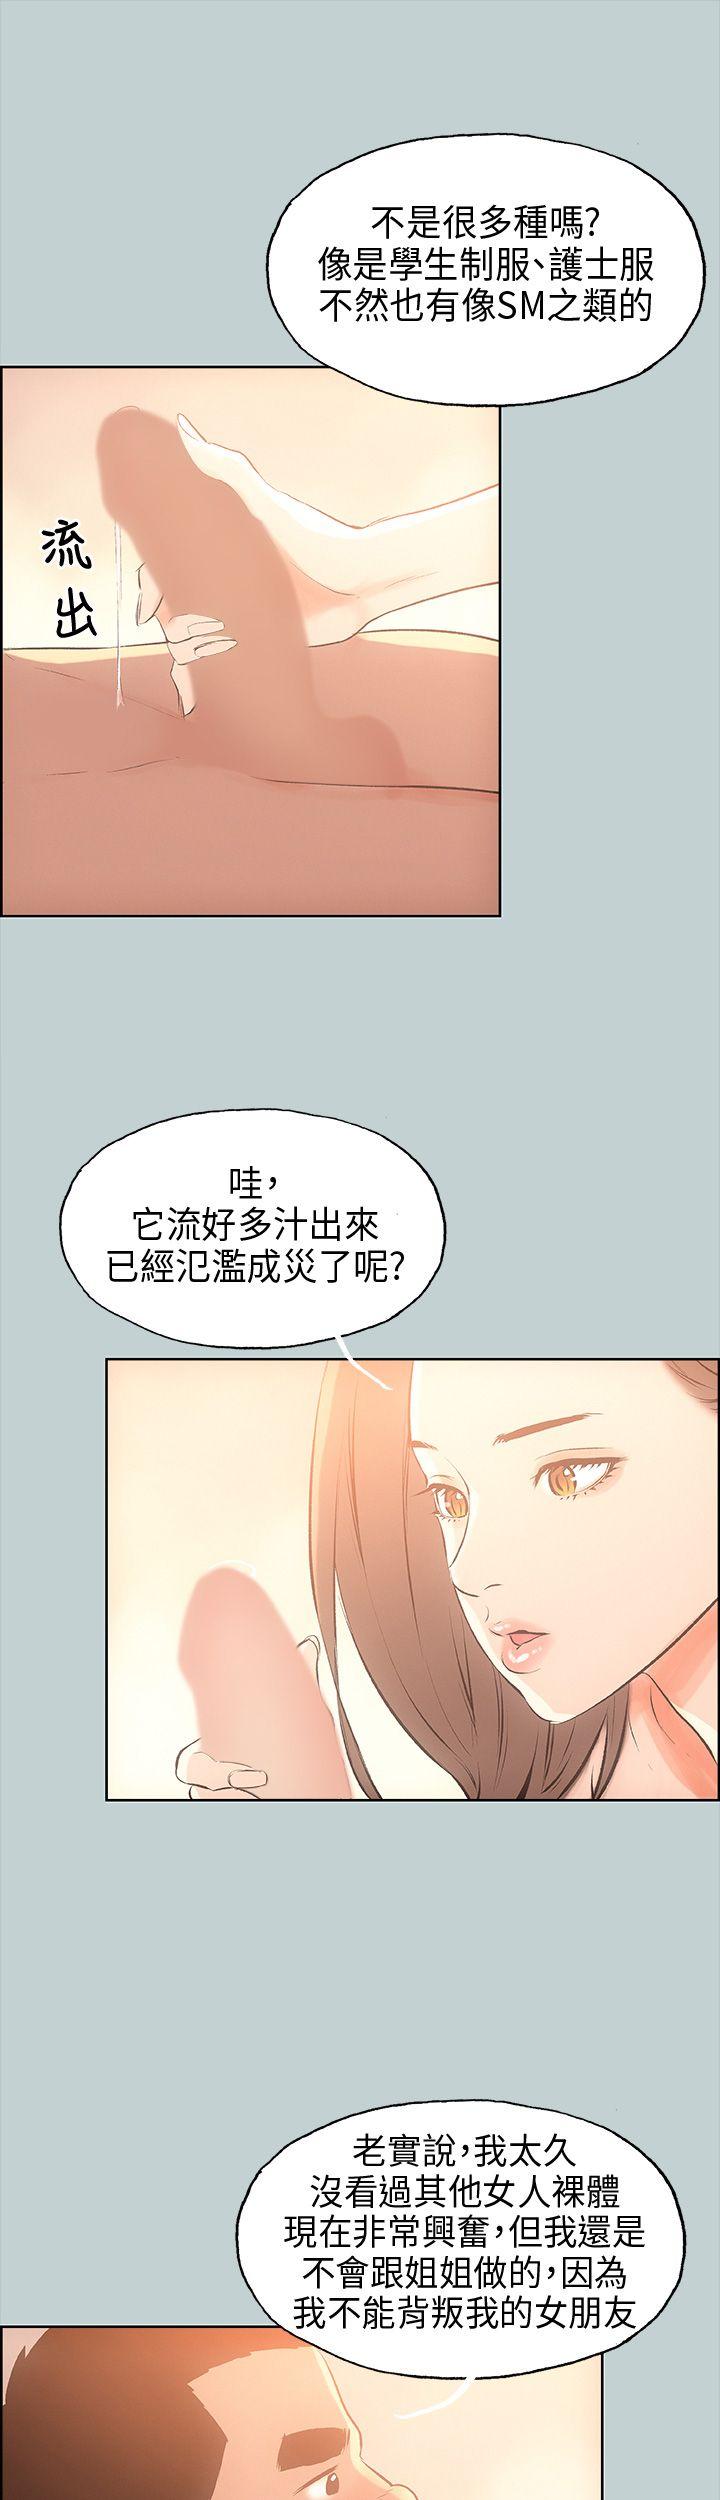 不是很多種嗎?
像是學生制服、護士服
不然也有像SM之類的
流
出
哇,
它流好多汁出來
已經氾濫成災了呢?
老實說,我太久
沒看過其他女人裸體
現在非常興奮,但我還是
不會跟姐姐做的,因為
我不能背叛我的女朋友